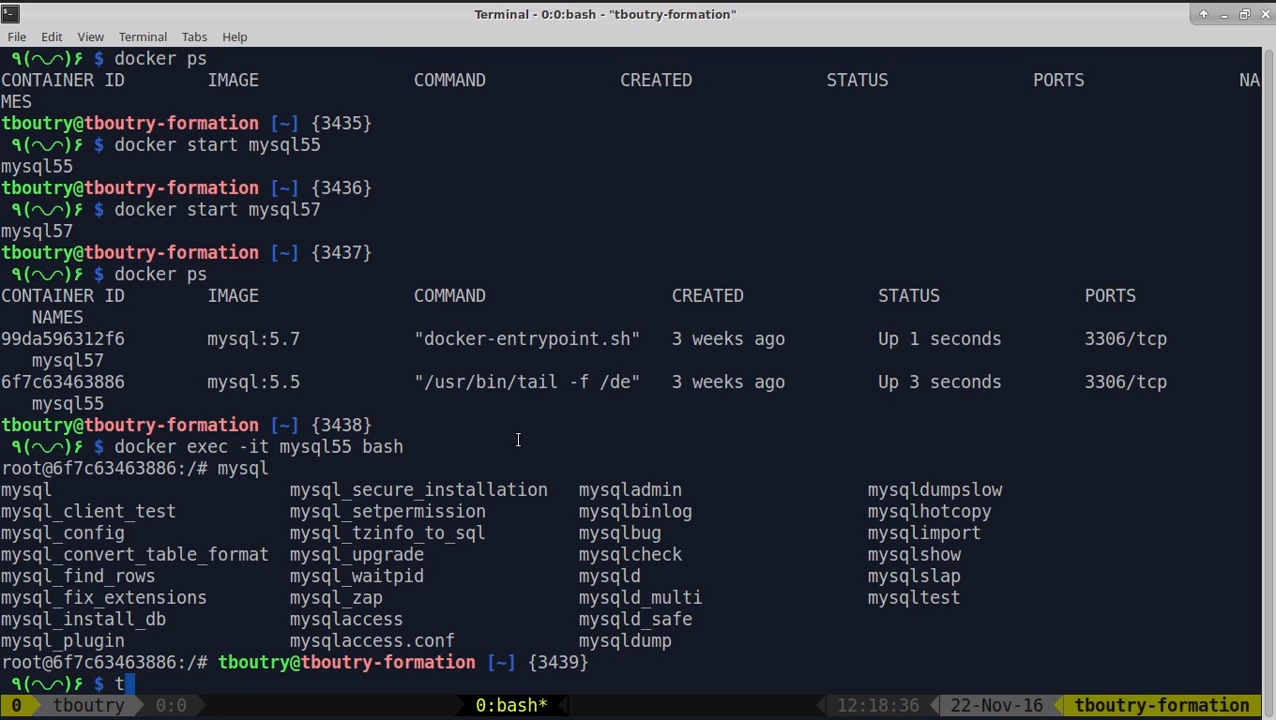 Terminal - 0:0:bash - "tboutry-formation"
File Edit View Terminal Tabs Help
٩(◠◡◠)۶ $ docker ps
CONTAINER ID IMAGE COMMAND CREATED STATUS PORTS NA
MES
tboutry@tboutry-formation [~] {3435}
٩(◠◡◠)۶ $ docker start mysql55
mysql55
tboutry@tboutry-formation [~] {3436}
٩(◠◡◠)۶ $ docker start mysql57
mysql57
tboutry@tboutry-formation [~] {3437}
٩(◠◡◠)۶ $ docker ps
CONTAINER ID IMAGE COMMAND CREATED STATUS PORTS
NAMES
99da596312f6 mysql:5.7 "docker-entrypoint.sh" 3 weeks ago Up 1 seconds 3306/tcp
mysql57
6f7c63463886 mysql:5.5 "/usr/bin/tail -f /de" 3 weeks ago Up 3 seconds 3306/tcp
mysql55
tboutry@tboutry-formation [~] {3438}
٩(◠◡◠)۶ $ docker exec -it mysql55 bash
root@6f7c63463886:/# mysql
mysql mysql_secure_installation mysqladmin mysqldumpslow
mysql_client_test mysql_setpermission mysqlbinlog mysqlhotcopy
mysql_config mysql_tzinfo_to_sql mysqlbug mysqlimport
mysql_convert_table_format mysql_upgrade mysqlcheck mysqlshow
mysql_find_rows mysql_waitpid mysqld mysqlslap
mysql_fix_extensions mysql_zap mysqld_multi mysqltest
mysql_install_db mysqlaccess mysqld_safe
mysql_plugin mysqlaccess.conf mysqldump
root@6f7c63463886:/# tboutry@tboutry-formation [~] {3439}
٩(◠◡◠)۶ $ t
0 tboutry 0:0 0:bash* 12:18:36 22-Nov-16 tboutry-formation